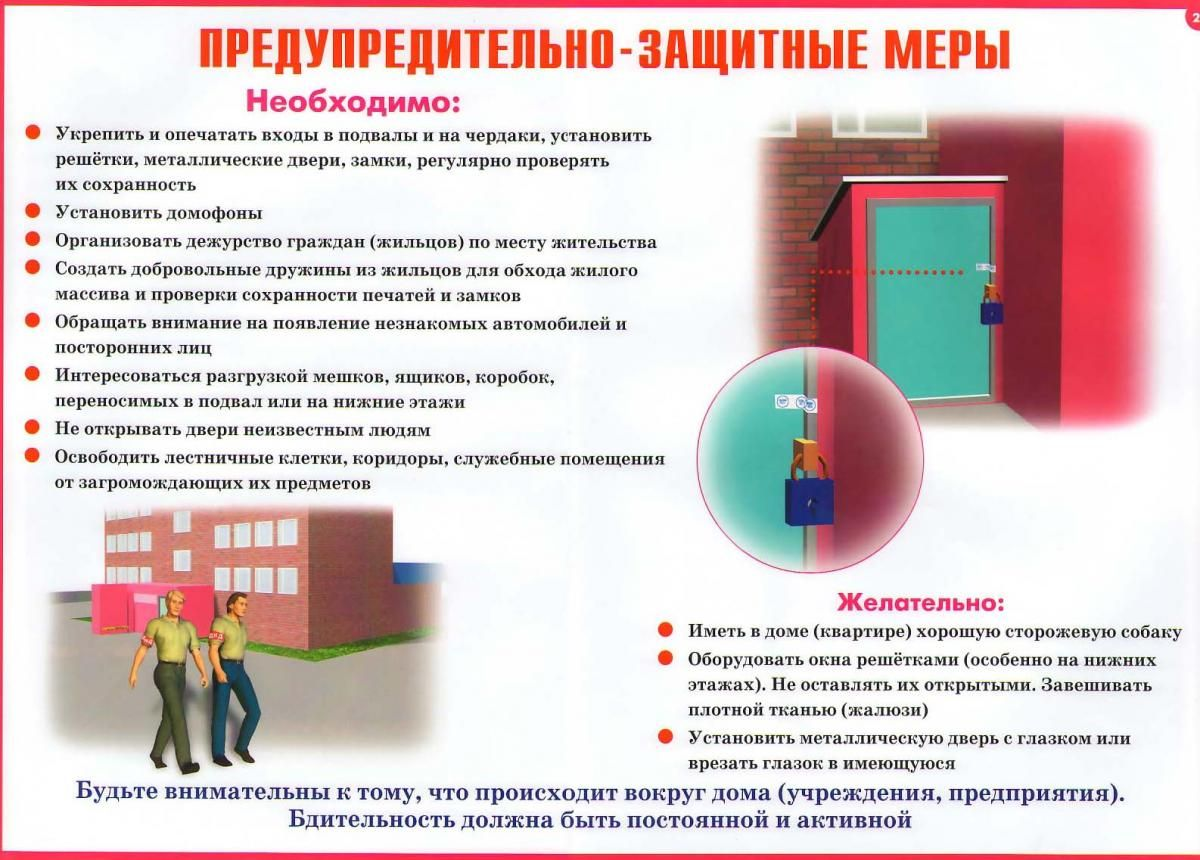 2
ПРЕДУПРЕДИТЕЛЬНО-ЗАЩИТНЫЕ МЕРЫ
Необходимо:
Укрепить и опечатать входы в подвалы и на чердаки, установить
решётки, металлические двери, замки, регулярно проверять
их сохранность
Установить домофоны
Организовать дежурство граждан (жильцов) по месту жительства
Создать добровольные дружины из жильцов для обхода жилого
массива и проверки сохранности печатей и замков
Обращать внимание на появление незнакомых автомобилей и
посторонних лиц
Интересоваться разгрузкой мешков, ящиков, коробок,
переносимых в подвал или на нижние этажи
Не открывать двери неизвестным людям
Освободить лестничные клетки, коридоры, служебные помещения
от загромождающих их предметов
ДНД
ДНД
Желательно:
Иметь в доме (квартире) хорошую сторожевую собаку
Оборудовать окна решётками (особенно на нижних
этажах). Не оставлять их открытыми. Завешивать
плотной тканью (жалюзи)
Установить металлическую дверь с глазком или
врезать глазок в имеющуюся
Будьте внимательны к тому, что происходит вокруг дома (учреждения, предприятия).
Бдительность должна быть постоянной и активной